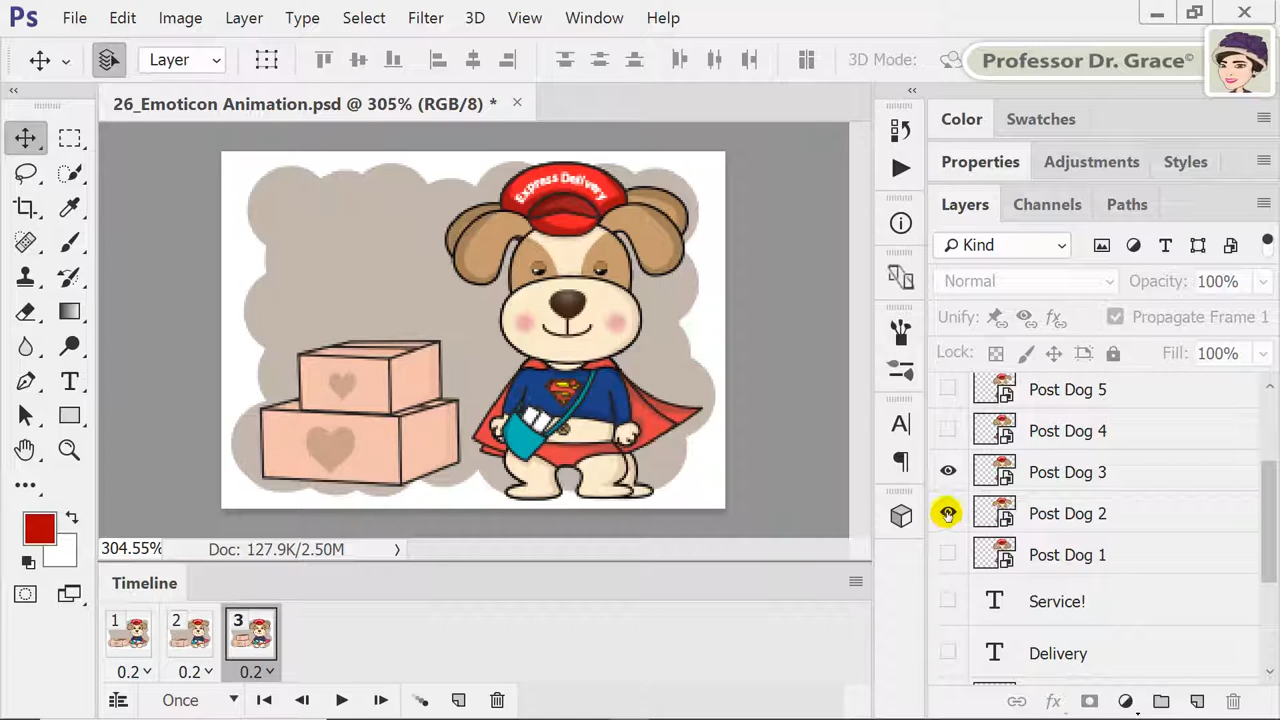 Ps File Edit Image Layer Type Select Filter 3D View Window Help
Layer 3D Mode: Professor Dr. Grace©
26_Emoticon Animation.psd @ 305% (RGB/8) * ×
Color Swatches
Properties Adjustments Styles
Layers Channels Paths
Kind
Normal Opacity: 100%
Unify: Propagate Frame 1
Lock: Fill: 100%
Express Delivery
Post Dog 5
Post Dog 4
Post Dog 3
Post Dog 2
Post Dog 1
Service!
Delivery
304.55% Doc: 127.9K/2.50M
Timeline
1 2 3
0.2 0.2 0.2
Once